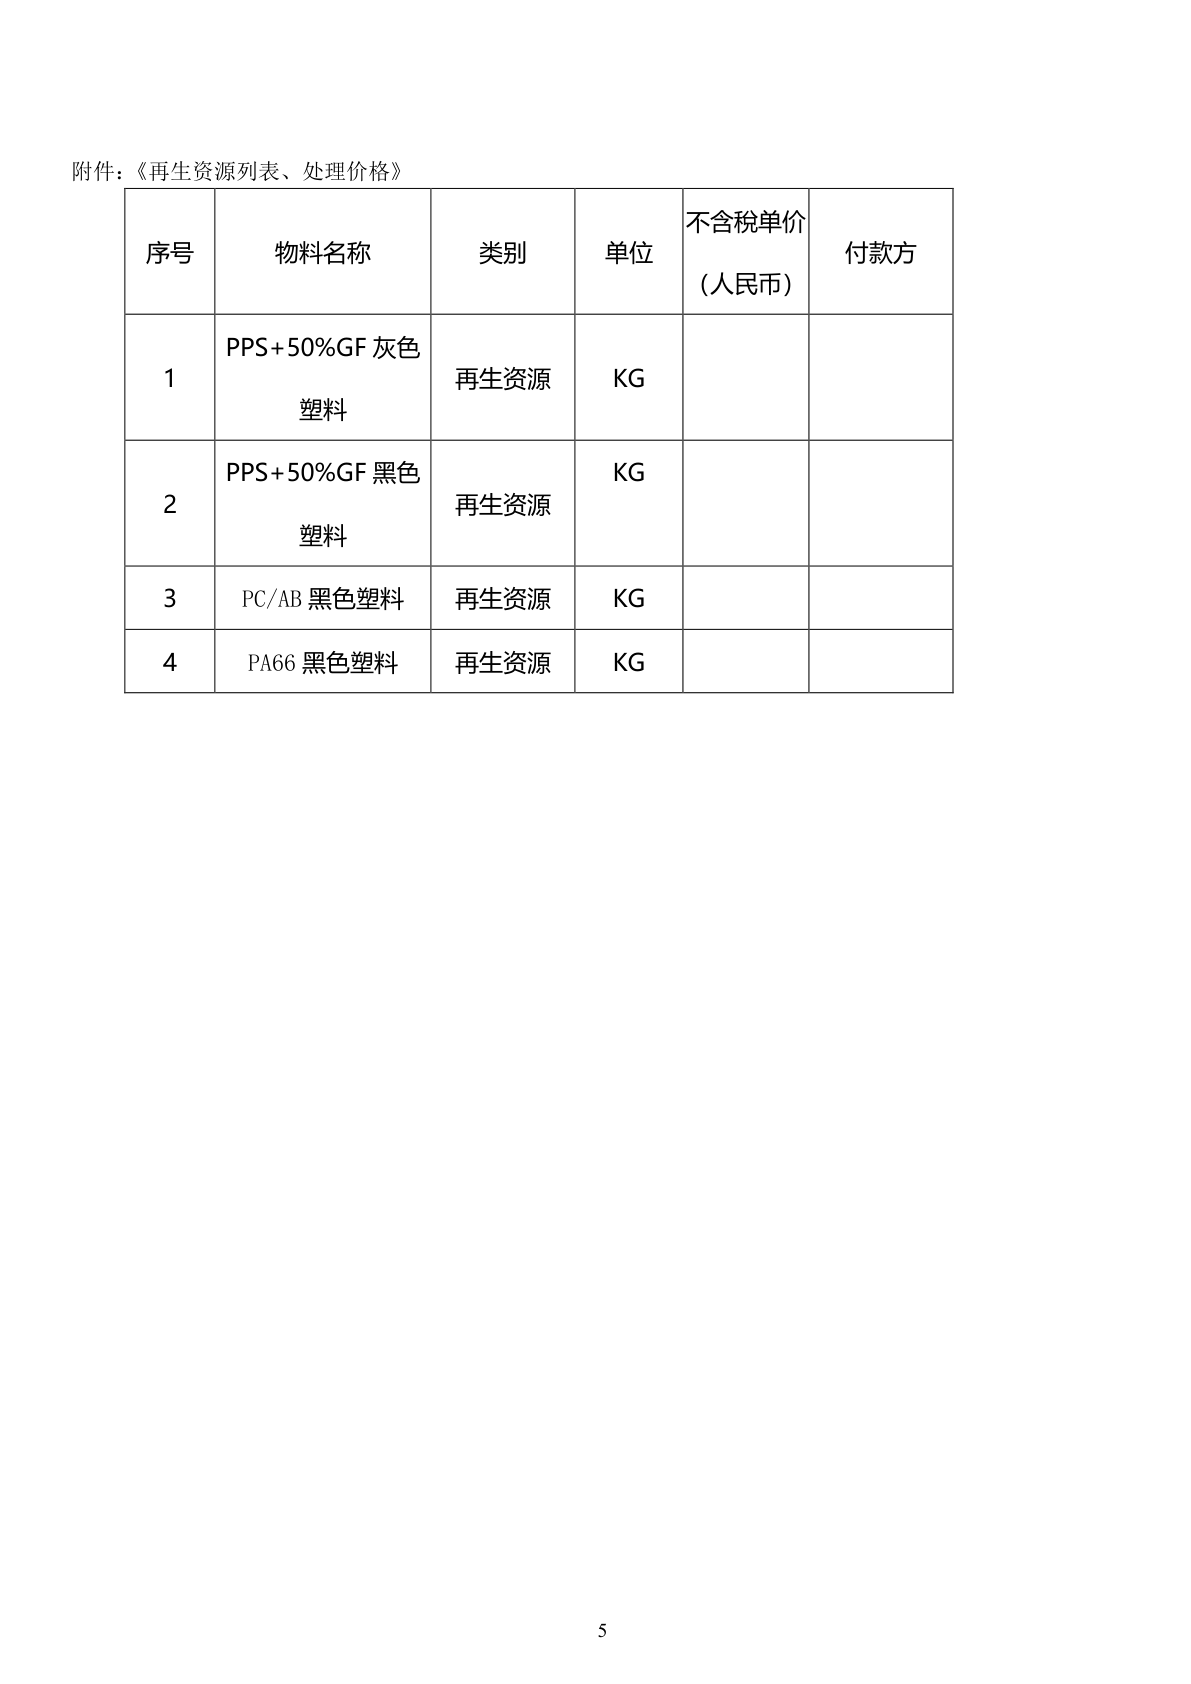 附件：《再生资源列表、处理价格》
序号 物料名称 类别 单位 不含税单价（人民币） 付款方
1 PPS+50%GF 灰色塑料 再生资源 KG
2 PPS+50%GF 黑色塑料 再生资源 KG
3 PC/AB 黑色塑料 再生资源 KG
4 PA66 黑色塑料 再生资源 KG
5